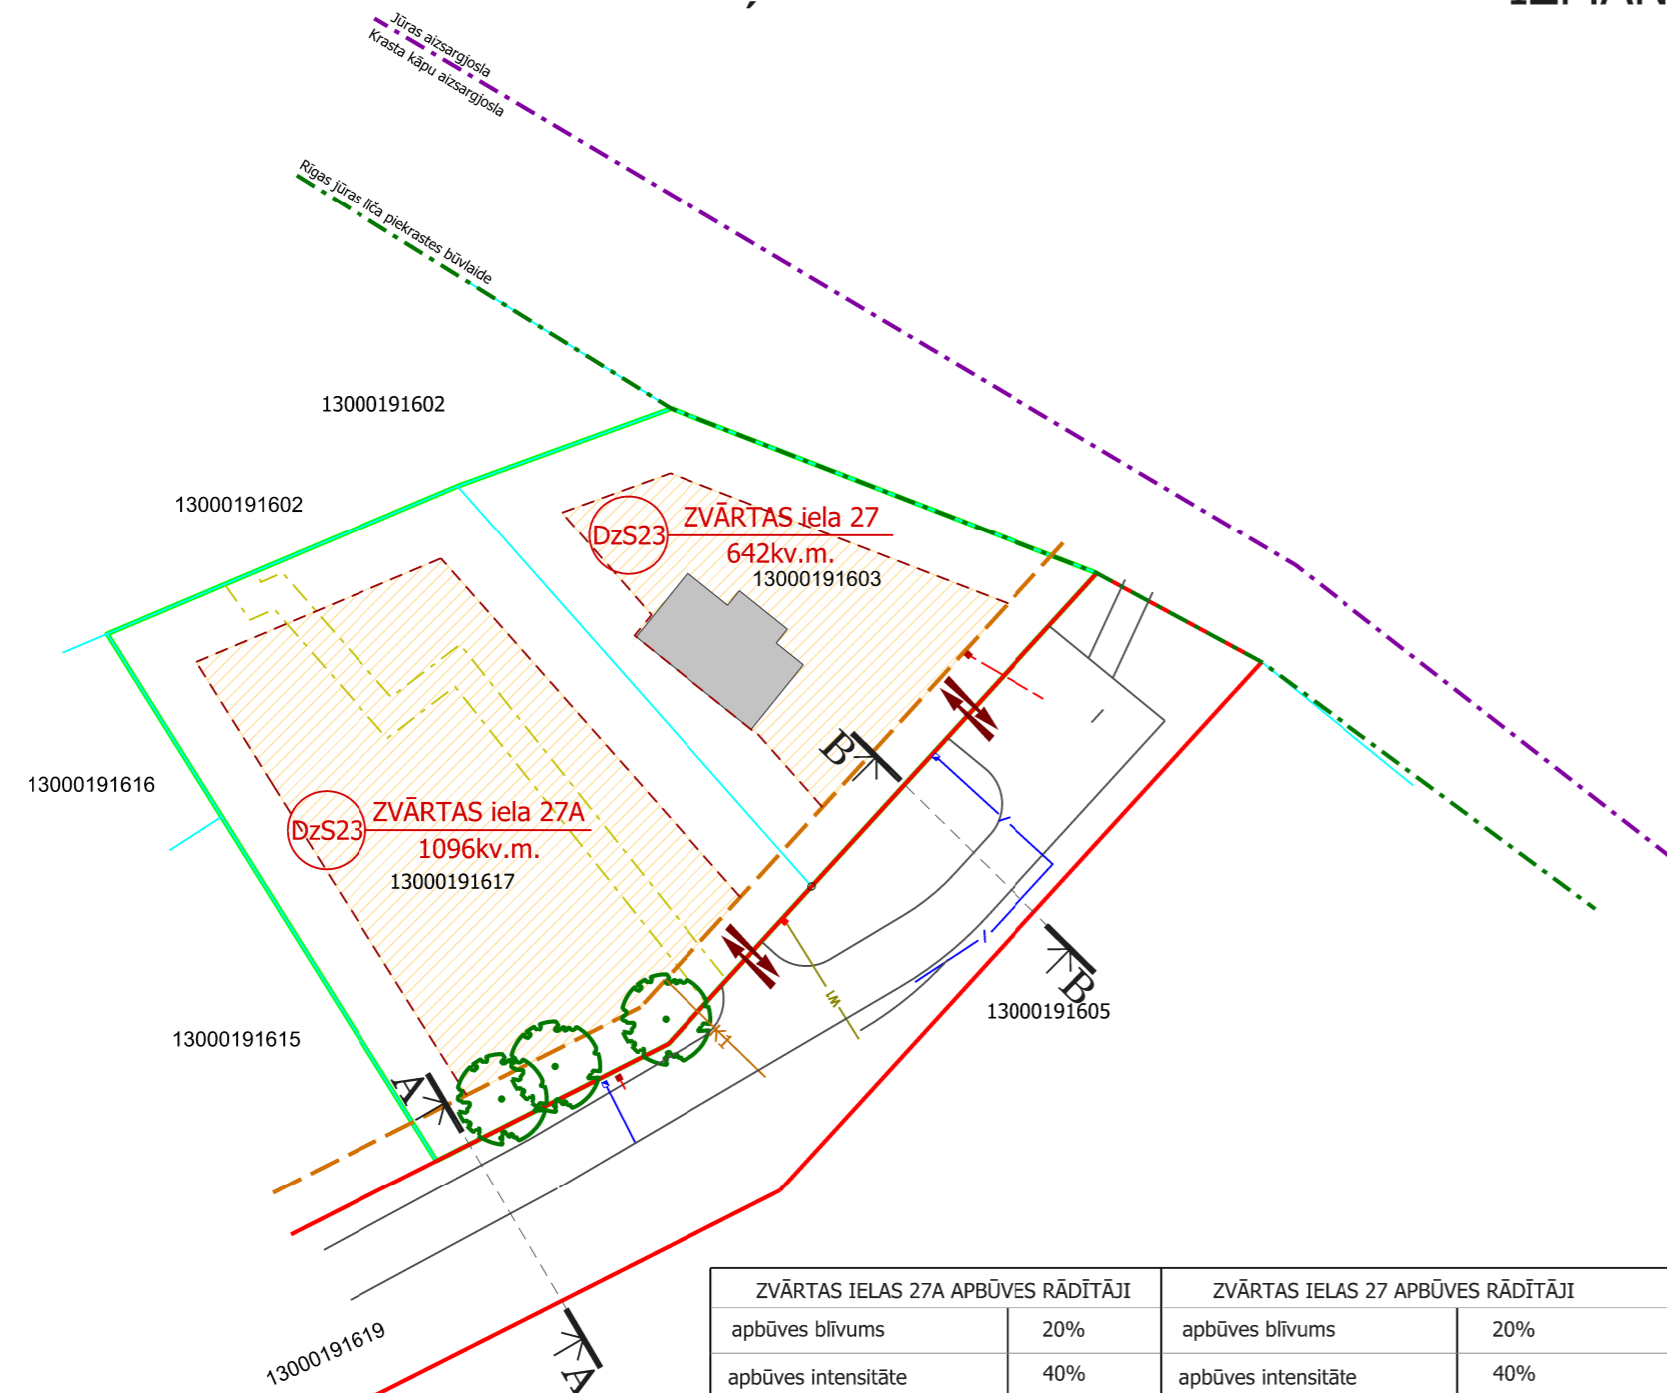 Jūras aizsargjosla
Krasta kāpu aizsargjosla
Rīgas jūras līča piekrastes būvlaide
13000191602
13000191602
DzS23
ZVĀRTAS iela 27
642kv.m.
13000191603
B
13000191616
DzS23
ZVĀRTAS iela 27A
1096kv.m.
13000191617
W1
B
13000191605
K1
13000191615
A
13000191619
A
ZVĀRTAS IELAS 27A APBŪVES RĀDĪTĀJI
ZVĀRTAS IELAS 27 APBŪVES RĀDĪTĀJI
apbūves blīvums
20%
apbūves blīvums
20%
apbūves intensitāte
40%
apbūves intensitāte
40%